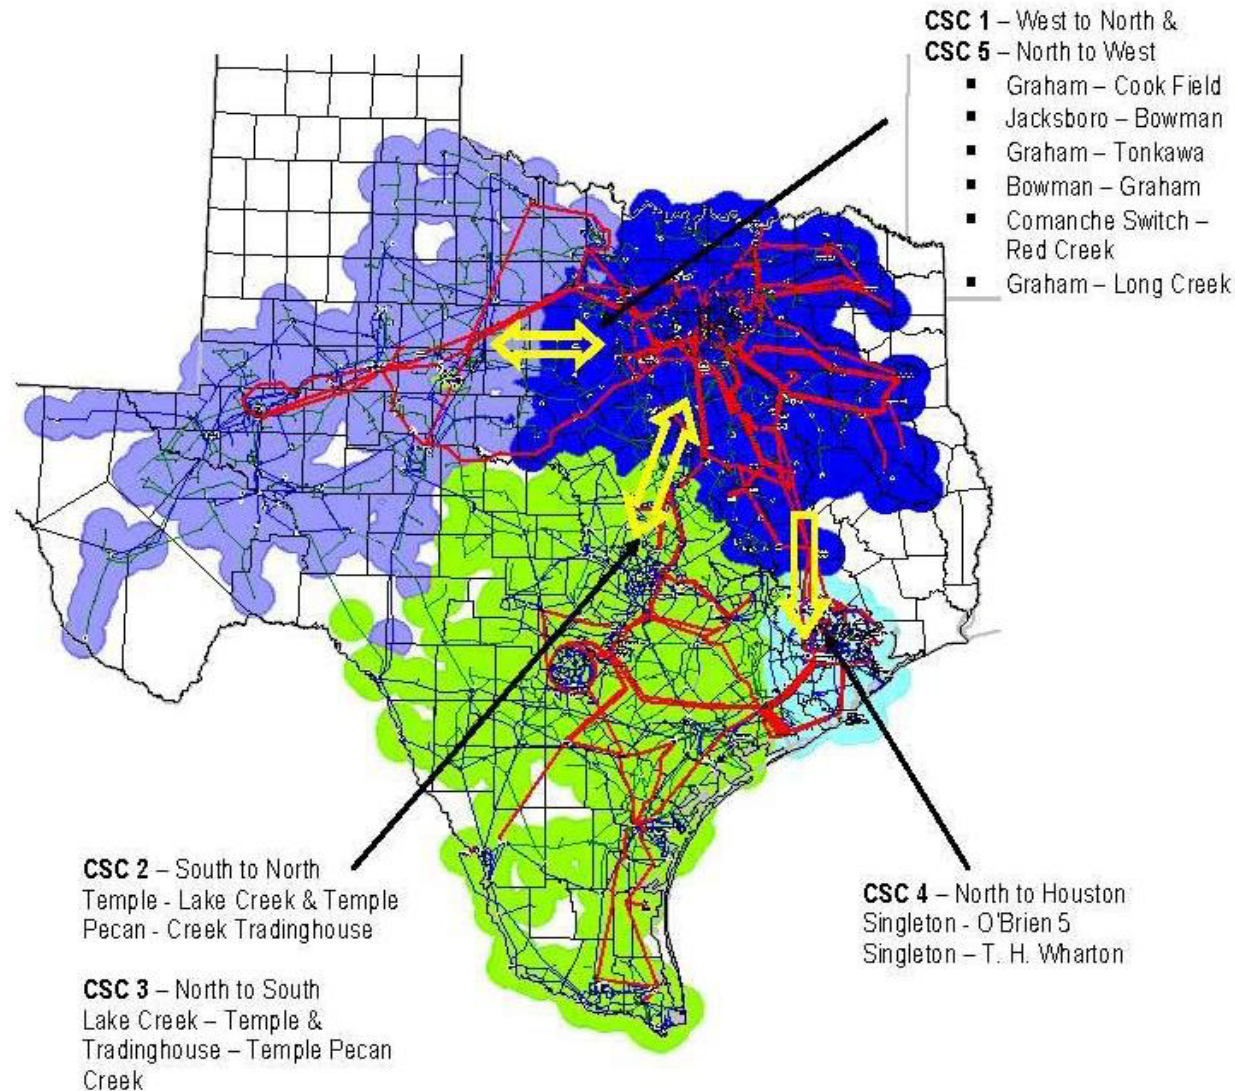 CSC 1 – West to North &
CSC 5 – North to West
▪ Graham – Cook Field
▪ Jacksboro – Bowman
▪ Graham – Tonkawa
▪ Bowman – Graham
▪ Comanche Switch –
Red Creek
▪ Graham – Long Creek
CSC 2 – South to North
Temple - Lake Creek & Temple
Pecan - Creek Tradinghouse
CSC 3 – North to South
Lake Creek – Temple &
Tradinghouse – Temple Pecan
Creek
CSC 4 – North to Houston
Singleton - O'Brien 5
Singleton – T. H. Wharton